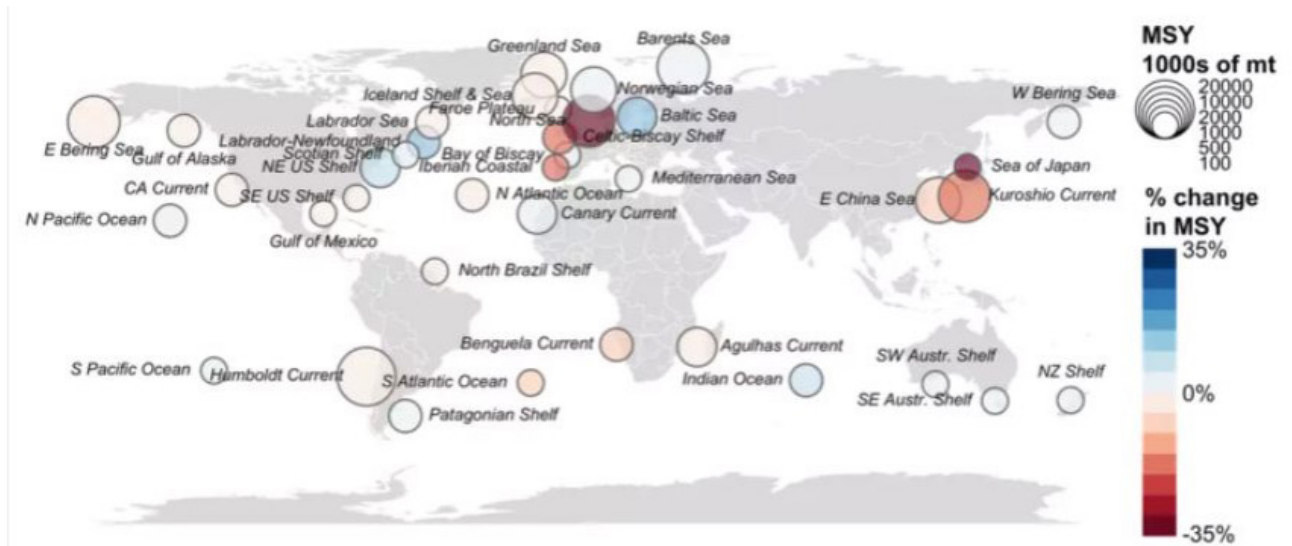 Greenland Sea
Barents Sea
Iceland Shelf & Sea
Norwegian Sea
Faroe Plateau
W Bering Sea
Labrador Sea
North Sea
Baltic Sea
E Bering Sea
Gulf of Alaska
Labrador-Newfoundland
Celtic-Biscay Shelf
Scotian Shelf
Bay of Biscay
NE US Shelf
Iberian Coastal
Sea of Japan
Mediterranean Sea
CA Current
SE US Shelf
N Atlantic Ocean
E China Sea
Kuroshio Current
N Pacific Ocean
Canary Current
Gulf of Mexico
North Brazil Shelf
Benguela Current
Agulhas Current
SW Austr. Shelf
S Pacific Ocean
Humboldt Current
S Atlantic Ocean
Indian Ocean
NZ Shelf
SE Austr. Shelf
Patagonian Shelf
MSY
1000s of mt
20000
10000
5000
2000
1000
500
100
% change
in MSY
35%
0%
-35%